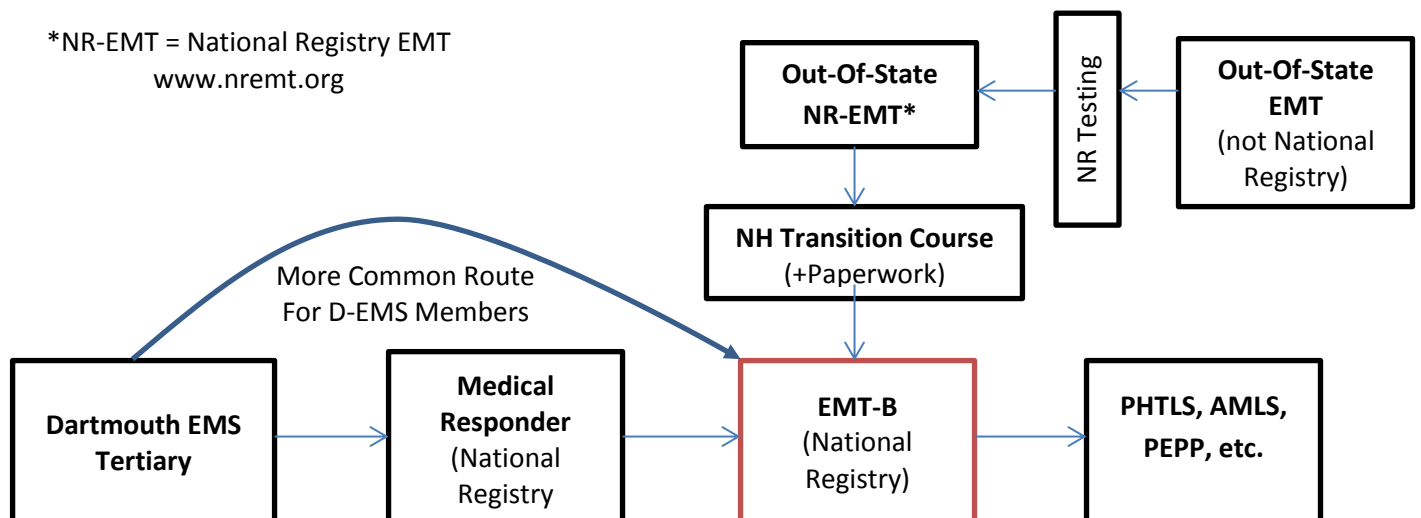 *NR-EMT = National Registry EMT
www.nremt.org
Out-Of-State
NR-EMT*
NR Testing
Out-Of-State
EMT
(not National
Registry)
NH Transition Course
(+Paperwork)
More Common Route
For D-EMS Members
Dartmouth EMS
Tertiary
Medical
Responder
(National
Registry
EMT-B
(National
Registry)
PHTLS, AMLS,
PEPP, etc.